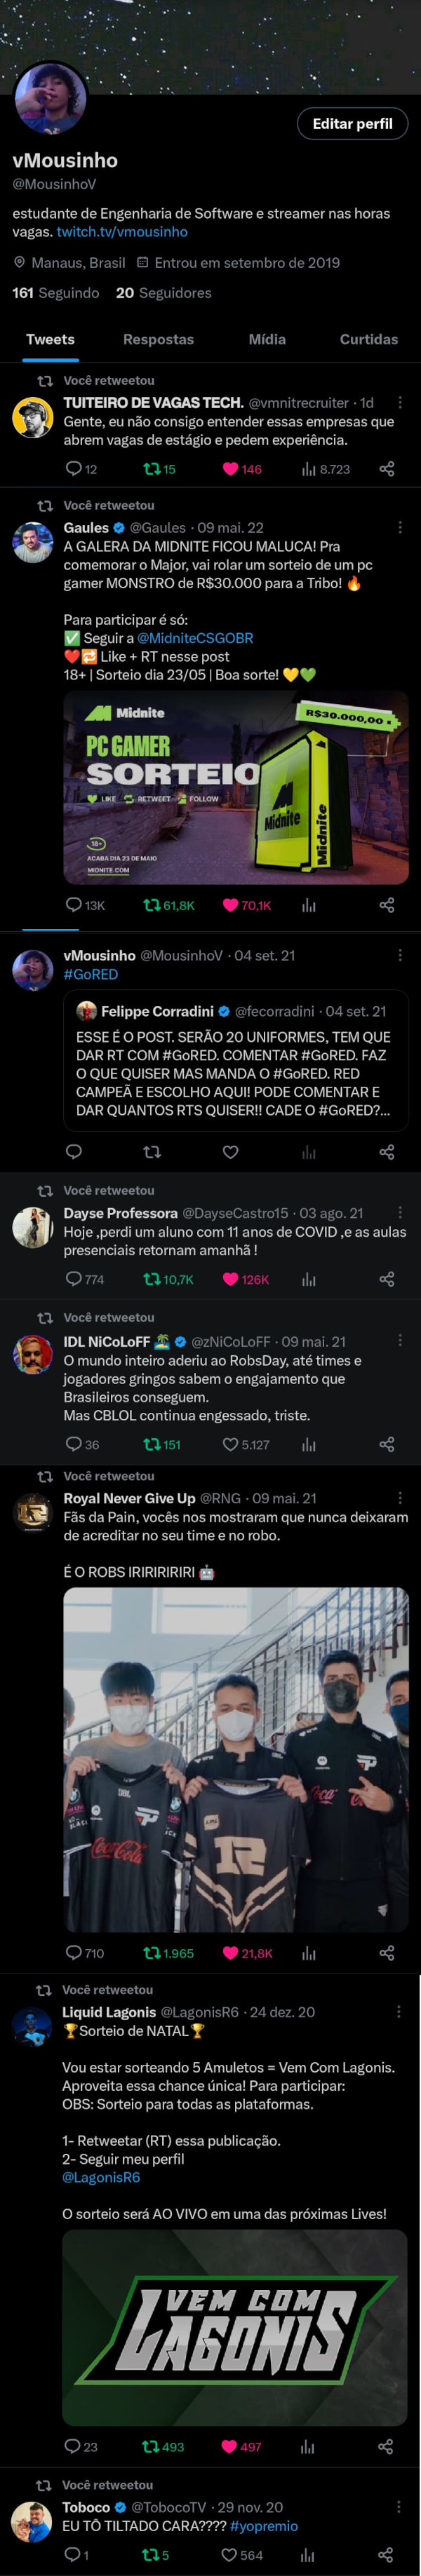 Editar perfil
vMousinho
@MousinhoV
estudante de Engenharia de Software e streamer nas horas
vagas. twitch.tv/vmousinho
Manaus, Brasil Entrou em setembro de 2019
161 Seguindo 20 Seguidores
Tweets Respostas Mídia Curtidas
Você retweetou
TUITEIRO DE VAGAS TECH. @vmnitrecruiter · 1d
Gente, eu não consigo entender essas empresas que
abrem vagas de estágio e pedem experiência.
12 15 146 8.723
Você retweetou
Gaules @Gaules · 09 mai. 22
A GALERA DA MIDNITE FICOU MALUCA! Pra
comemorar o Major, vai rolar um sorteio de um pc
gamer MONSTRO de R$30.000 para a Tribo! 🔥
Para participar é só:
✅ Seguir a @MidniteCSGOBR
❤️🔁 Like + RT nesse post
18+ | Sorteio dia 23/05 | Boa sorte! 💛💚
Midnite
R$30.000,00
PC GAMER
SORTEIO
LIKE RETWEET FOLLOW
Midnite
Midnite
18+
ACABA DIA 23 DE MAIO
MIDNITE.COM
13K 61,8K 70,1K
vMousinho @MousinhoV · 04 set. 21
#GoRED
Felippe Corradini @fecorradini · 04 set. 21
ESSE É O POST. SERÃO 20 UNIFORMES, TEM QUE
DAR RT COM #GoRED. COMENTAR #GoRED. FAZ
O QUE QUISER MAS MANDA O #GoRED. RED
CAMPEÃ E ESCOLHO AQUI! PODE COMENTAR E
DAR QUANTOS RTS QUISER!! CADE O #GoRED?...
Você retweetou
Dayse Professora @DayseCastro15 · 03 ago. 21
Hoje ,perdi um aluno com 11 anos de COVID ,e as aulas
presenciais retornam amanhã !
774 10,7K 126K
Você retweetou
IDL NiCoLoFF 🏝️ @zNiCoLoFF · 09 mai. 21
O mundo inteiro aderiu ao RobsDay, até times e
jogadores gringos sabem o engajamento que
Brasileiros conseguem.
Mas CBLOL continua engessado, triste.
36 151 5.127
Você retweetou
Royal Never Give Up @RNG · 09 mai. 21
Fãs da Pain, vocês nos mostraram que nunca deixaram
de acreditar no seu time e no robo.
É O ROBS IRIRIRIRIRI 🤖
JBL
Coca-Cola
Coca
710 1.965 21,8K
Você retweetou
Liquid Lagonis @LagonisR6 · 24 dez. 20
🏆Sorteio de NATAL🏆
Vou estar sorteando 5 Amuletos = Vem Com Lagonis.
Aproveita essa chance única! Para participar:
OBS: Sorteio para todas as plataformas.
1- Retweetar (RT) essa publicação.
2- Seguir meu perfil
@LagonisR6
O sorteio será AO VIVO em uma das próximas Lives!
VEM COM
LAGONIS
23 493 497
Você retweetou
Toboco @TobocoTV · 29 nov. 20
EU TÔ TILTADO CARA???? #yopremio
1 5 564